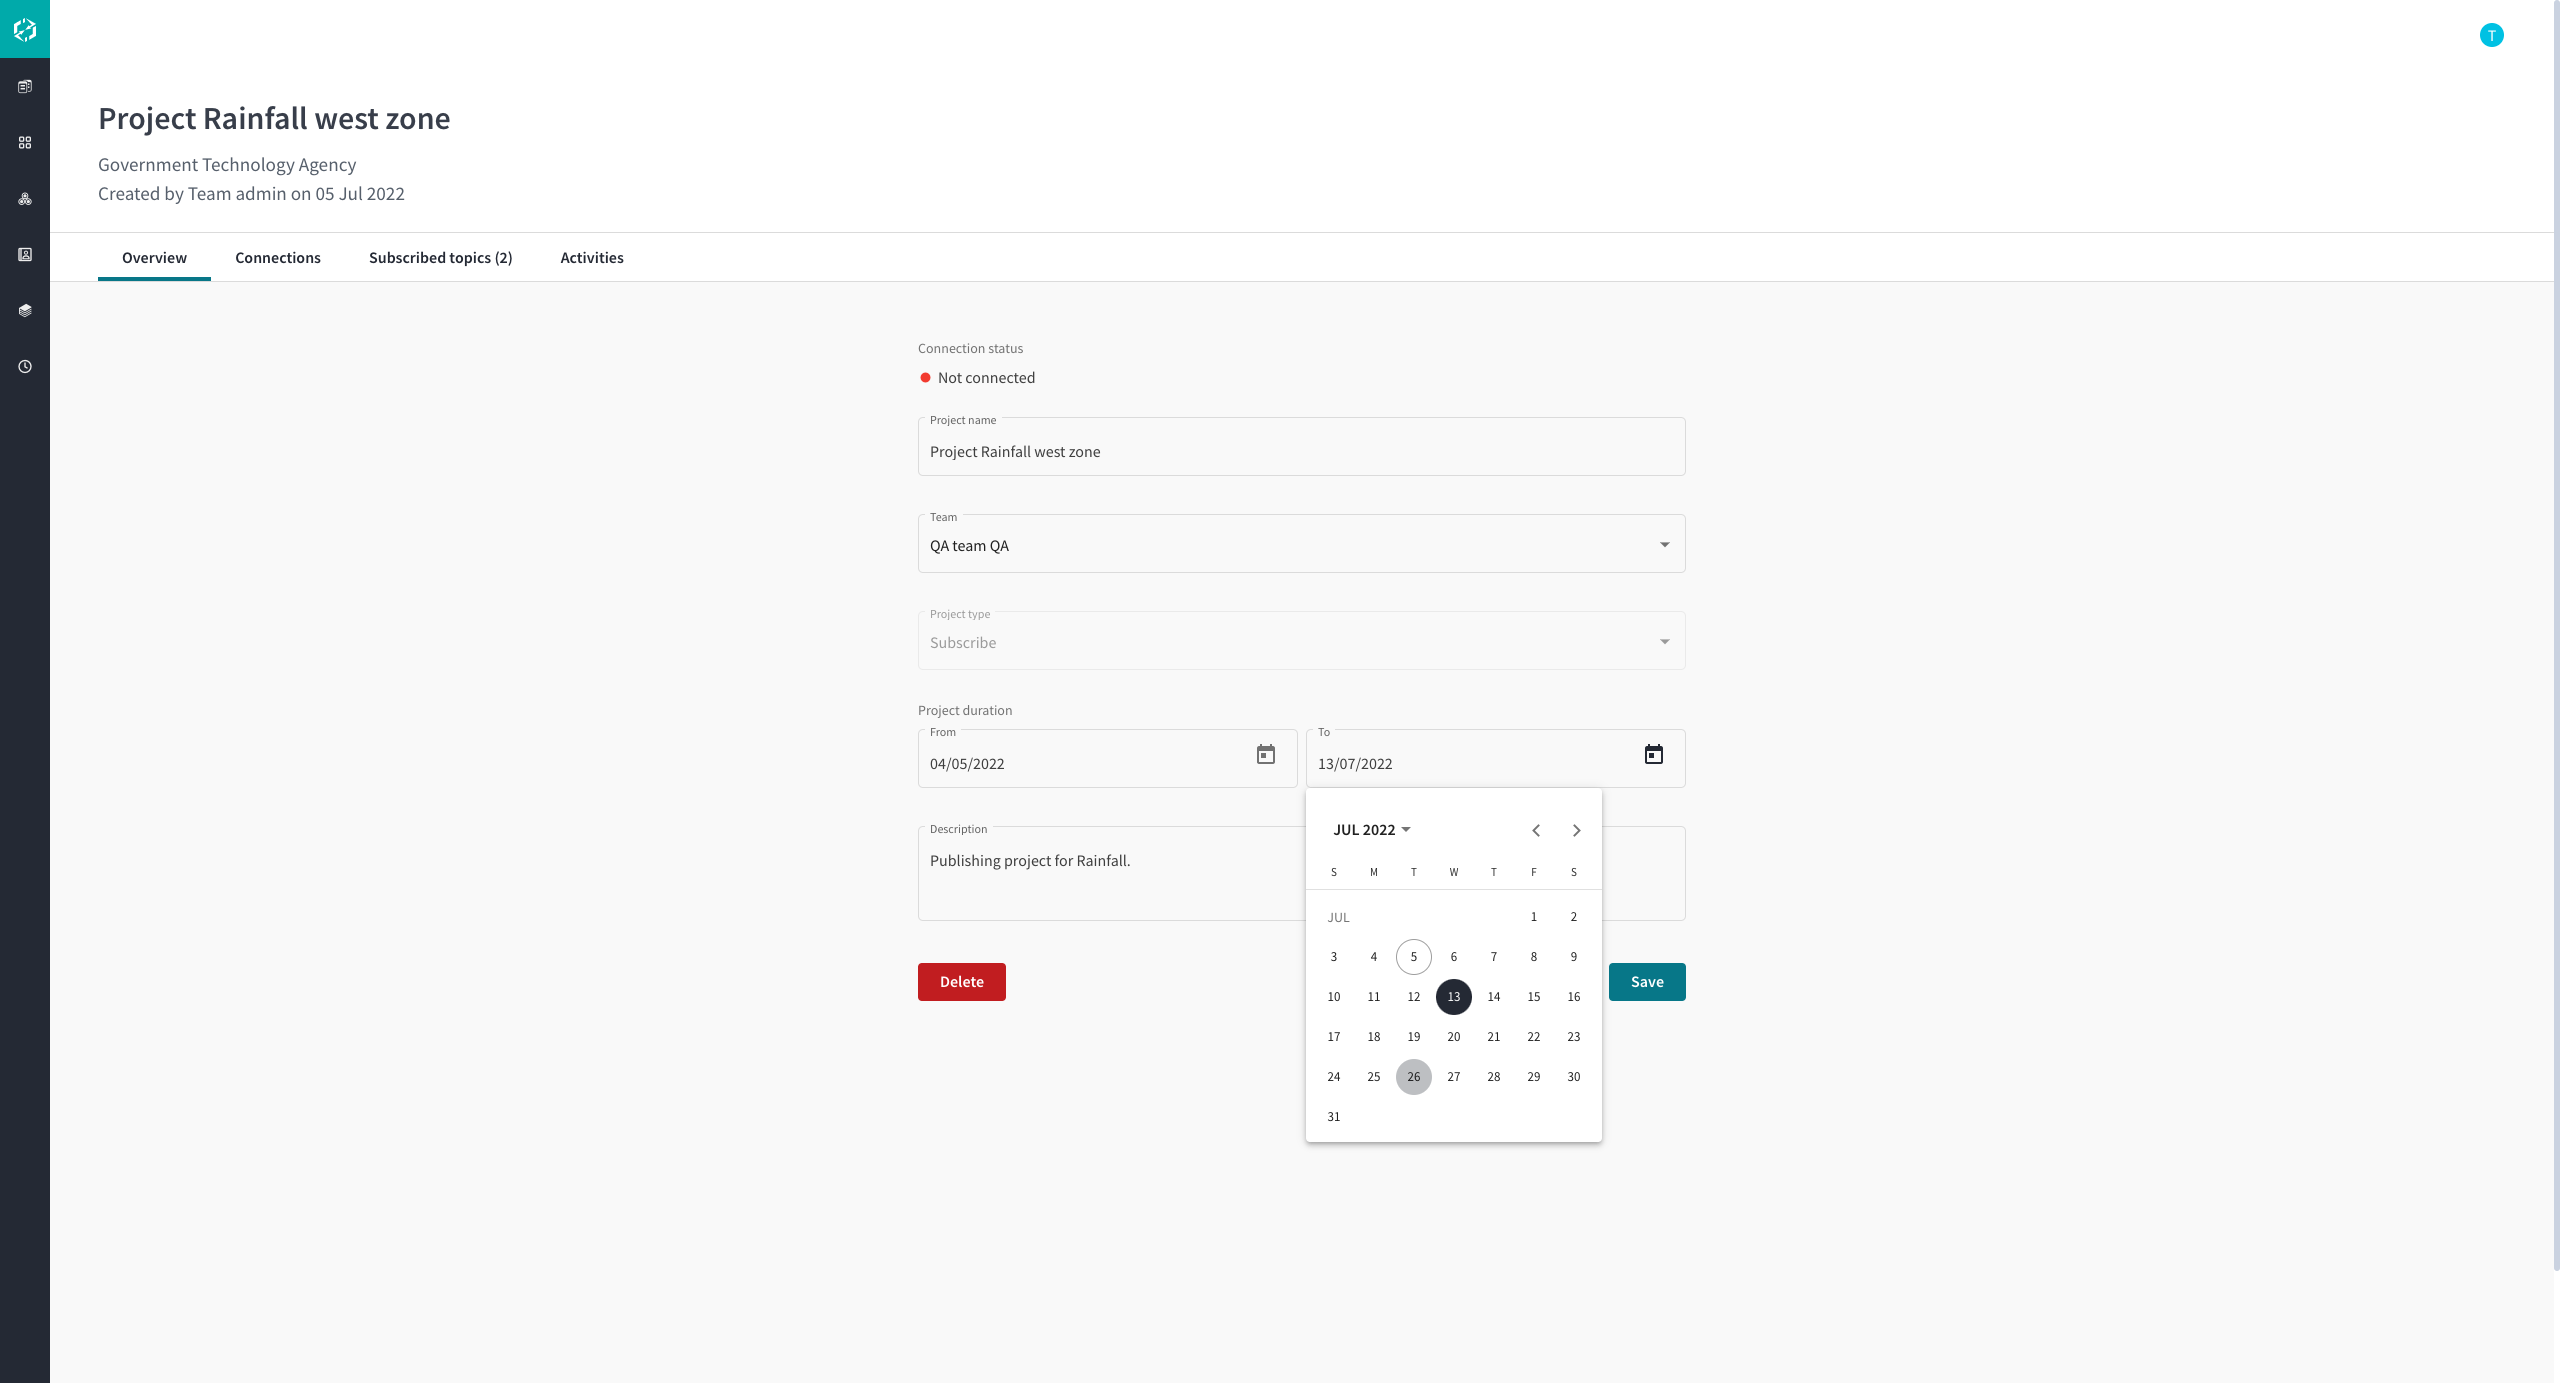 T
Project Rainfall west zone
Government Technology Agency
Created by Team admin on 05 Jul 2022
Overview Connections Subscribed topics (2) Activities
Connection status
Not connected
Project name
Project Rainfall west zone
Team
QA team QA
Project type
Subscribe
Project duration
From
04/05/2022
To
13/07/2022
Description
Publishing project for Rainfall.
JUL 2022
S M T W T F S
JUL 1 2
3 4 5 6 7 8 9
10 11 12 13 14 15 16
17 18 19 20 21 22 23
24 25 26 27 28 29 30
31
Delete
Save